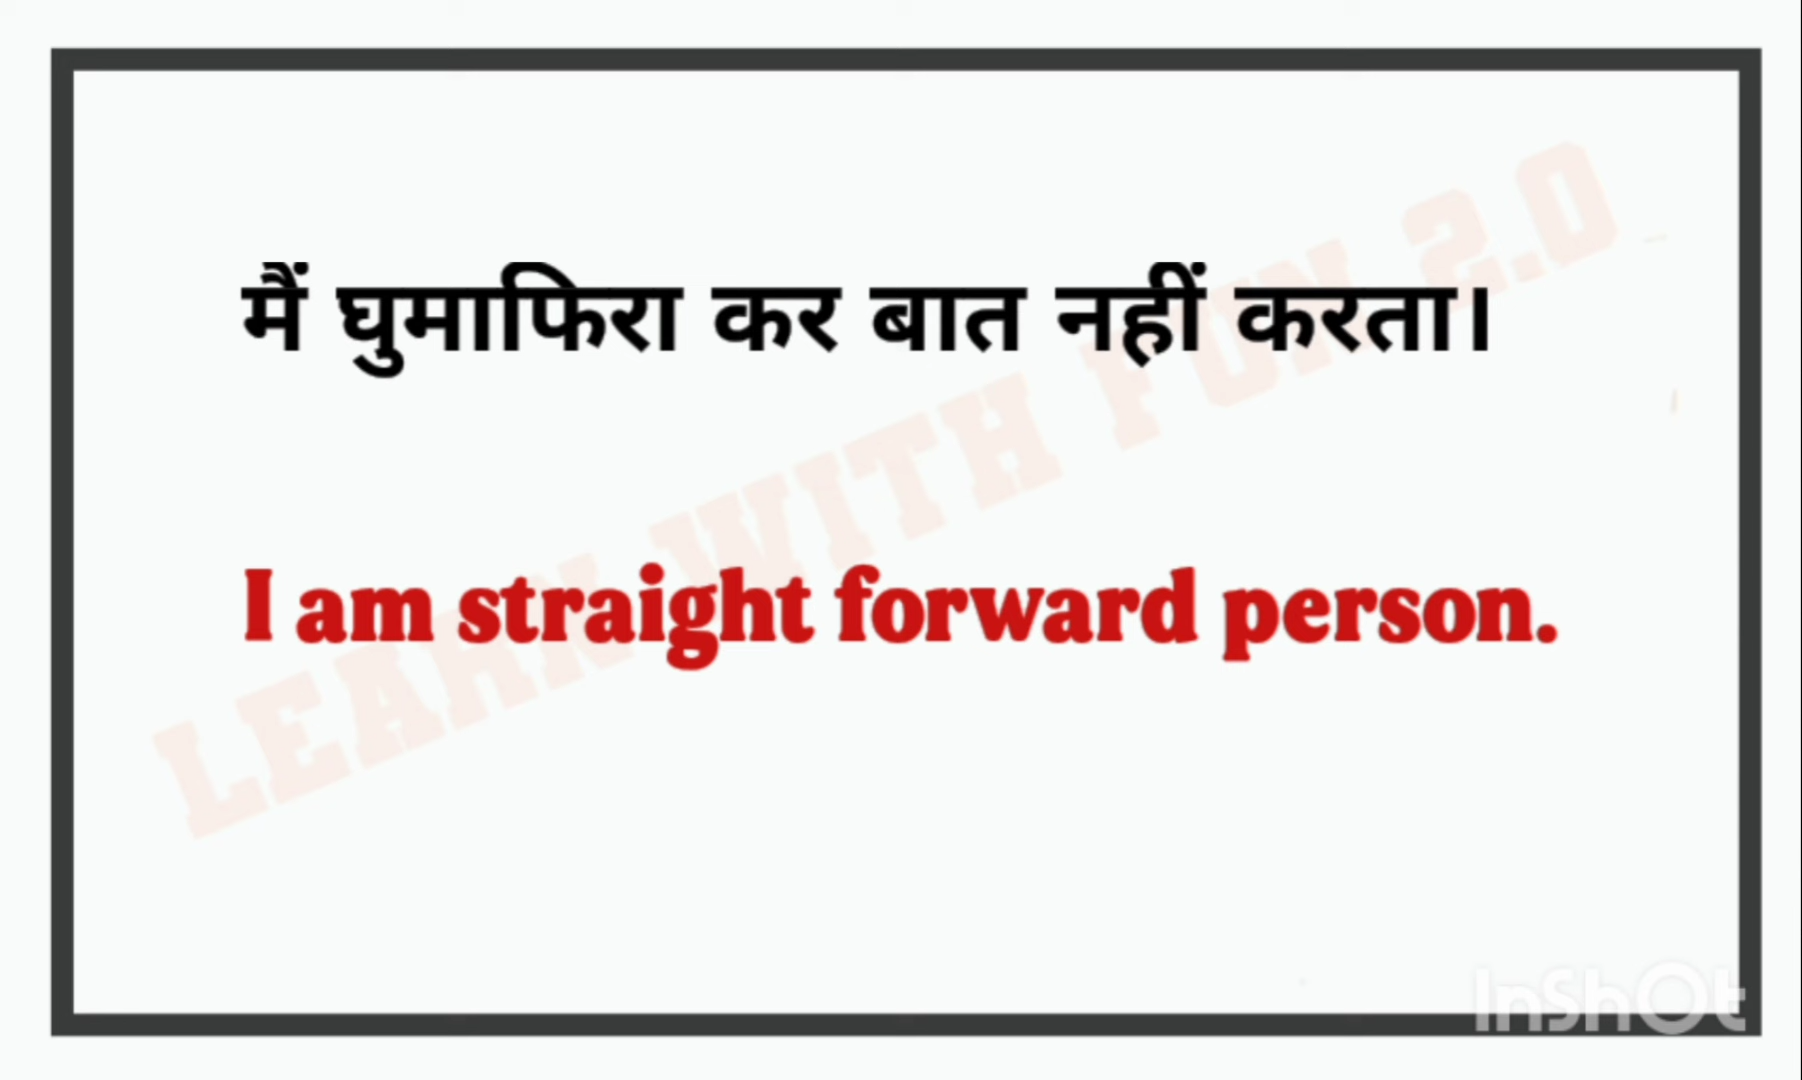 मैं घुमाफिरा कर बात नहीं करता।
I am straight forward person.
LEARN WITH FUN 2.0
InShOt